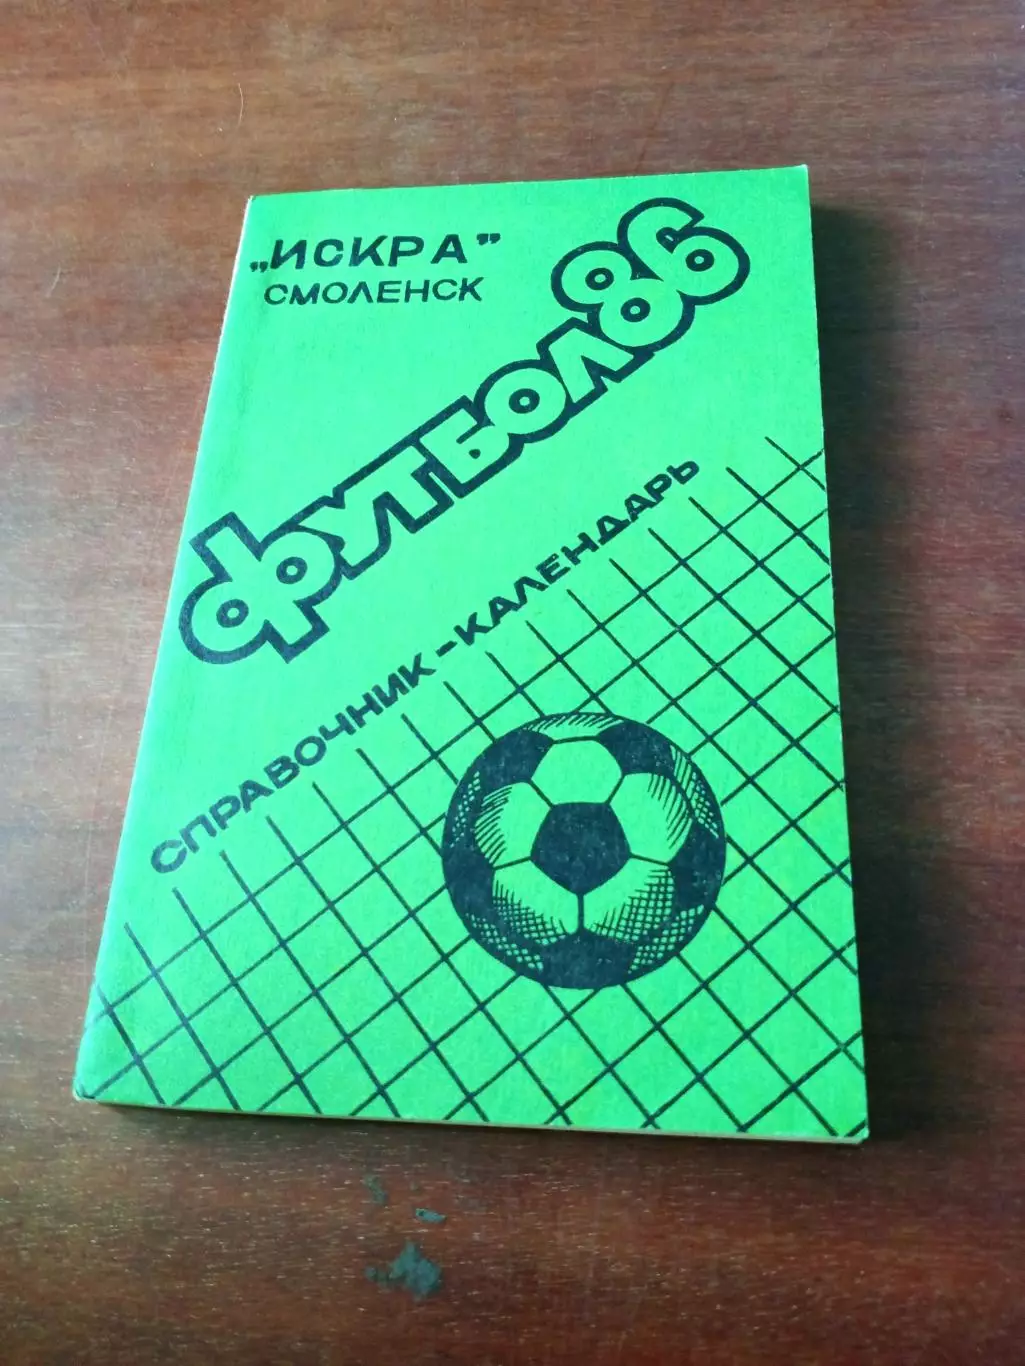 „ИСКРА”
СМОЛЕНСК
ФУТБОЛ86
СПРАВОЧНИК-КАЛЕНДАРЬ